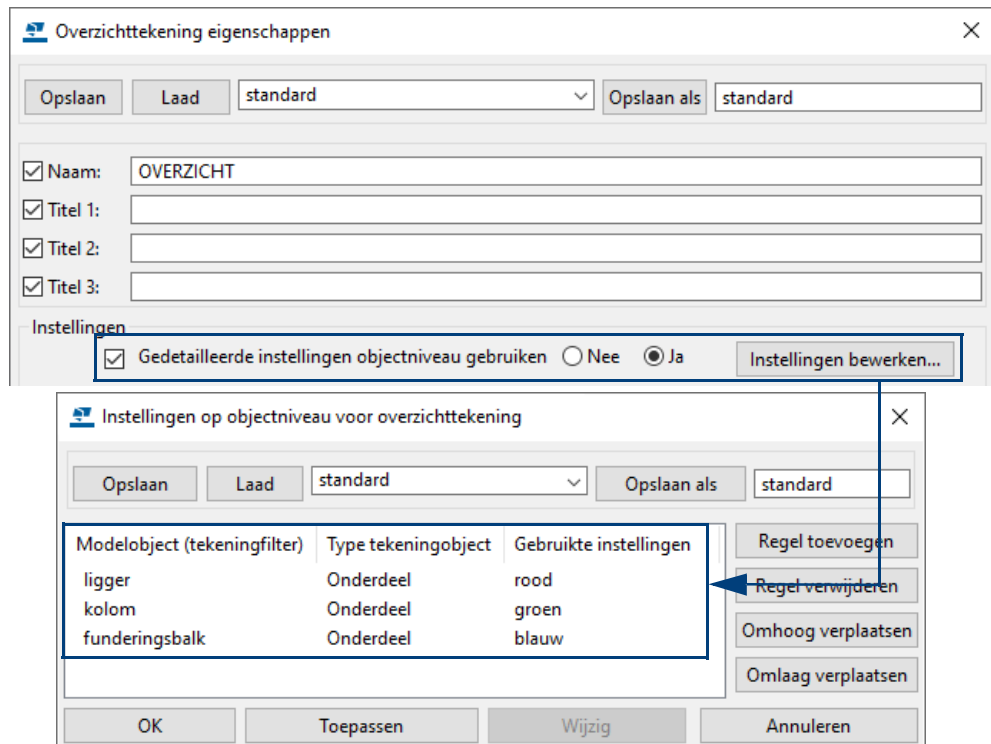 Overzichttekening eigenschappen
Opslaan Laad standard Opslaan als standard
Naam: OVERZICHT
Titel 1:
Titel 2:
Titel 3:
Instellingen
Gedetailleerde instellingen objectniveau gebruiken Nee Ja Instellingen bewerken...
Instellingen op objectniveau voor overzichttekening
Opslaan Laad standard Opslaan als standard
Modelobject (tekeningfilter) Type tekeningobject Gebruikte instellingen Regel toevoegen
ligger Onderdeel rood Regel verwijderen
kolom Onderdeel groen
funderingsbalk Onderdeel blauw Omhoog verplaatsen
Omlaag verplaatsen
OK Toepassen Wijzig Annuleren